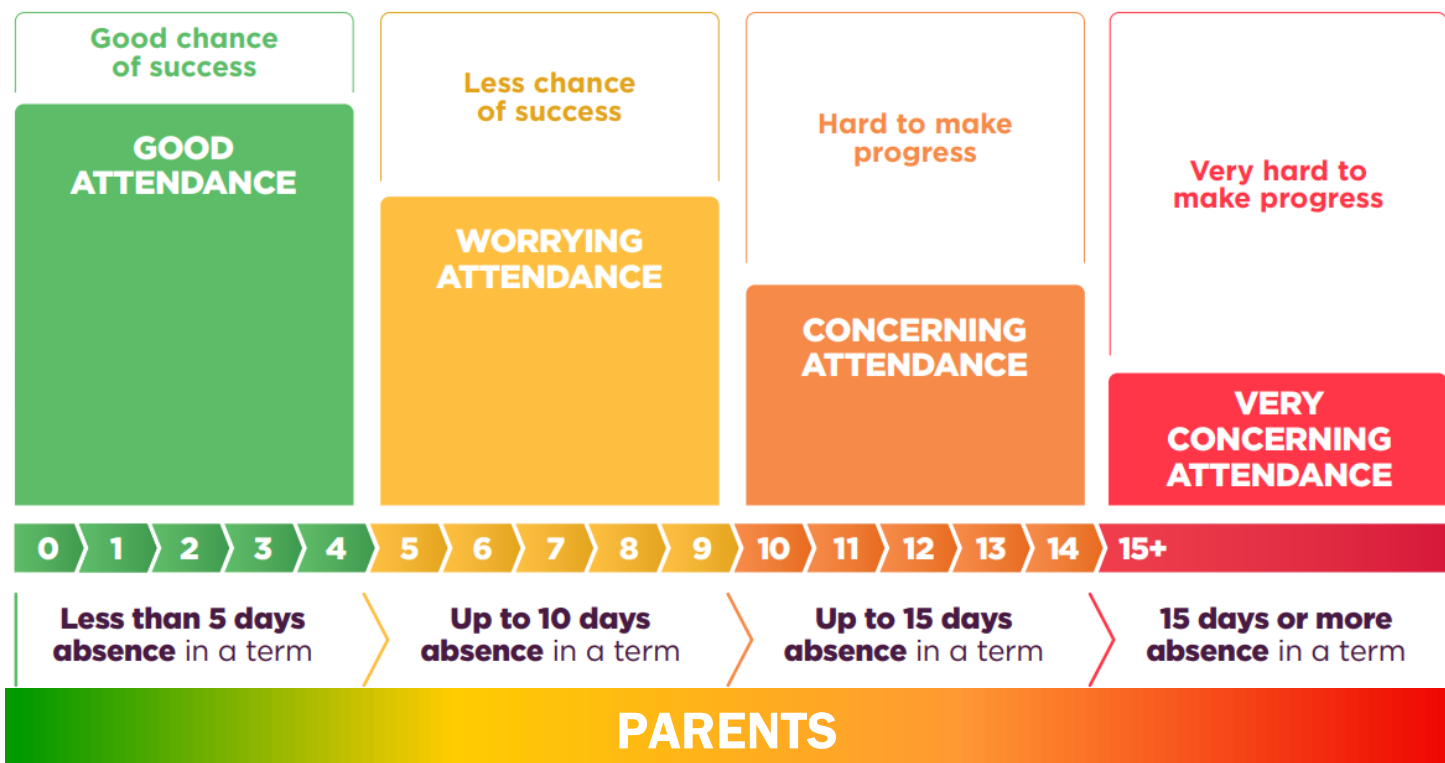 Good chance
of success
GOOD
ATTENDANCE
Less chance
of success
WORRYING
ATTENDANCE
Hard to make
progress
CONCERNING
ATTENDANCE
Very hard to
make progress
VERY
CONCERNING
ATTENDANCE
0 1 2 3 4 5 6 7 8 9 10 11 12 13 14 15+
Less than 5 days
absence in a term
Up to 10 days
absence in a term
Up to 15 days
absence in a term
15 days or more
absence in a term
PARENTS